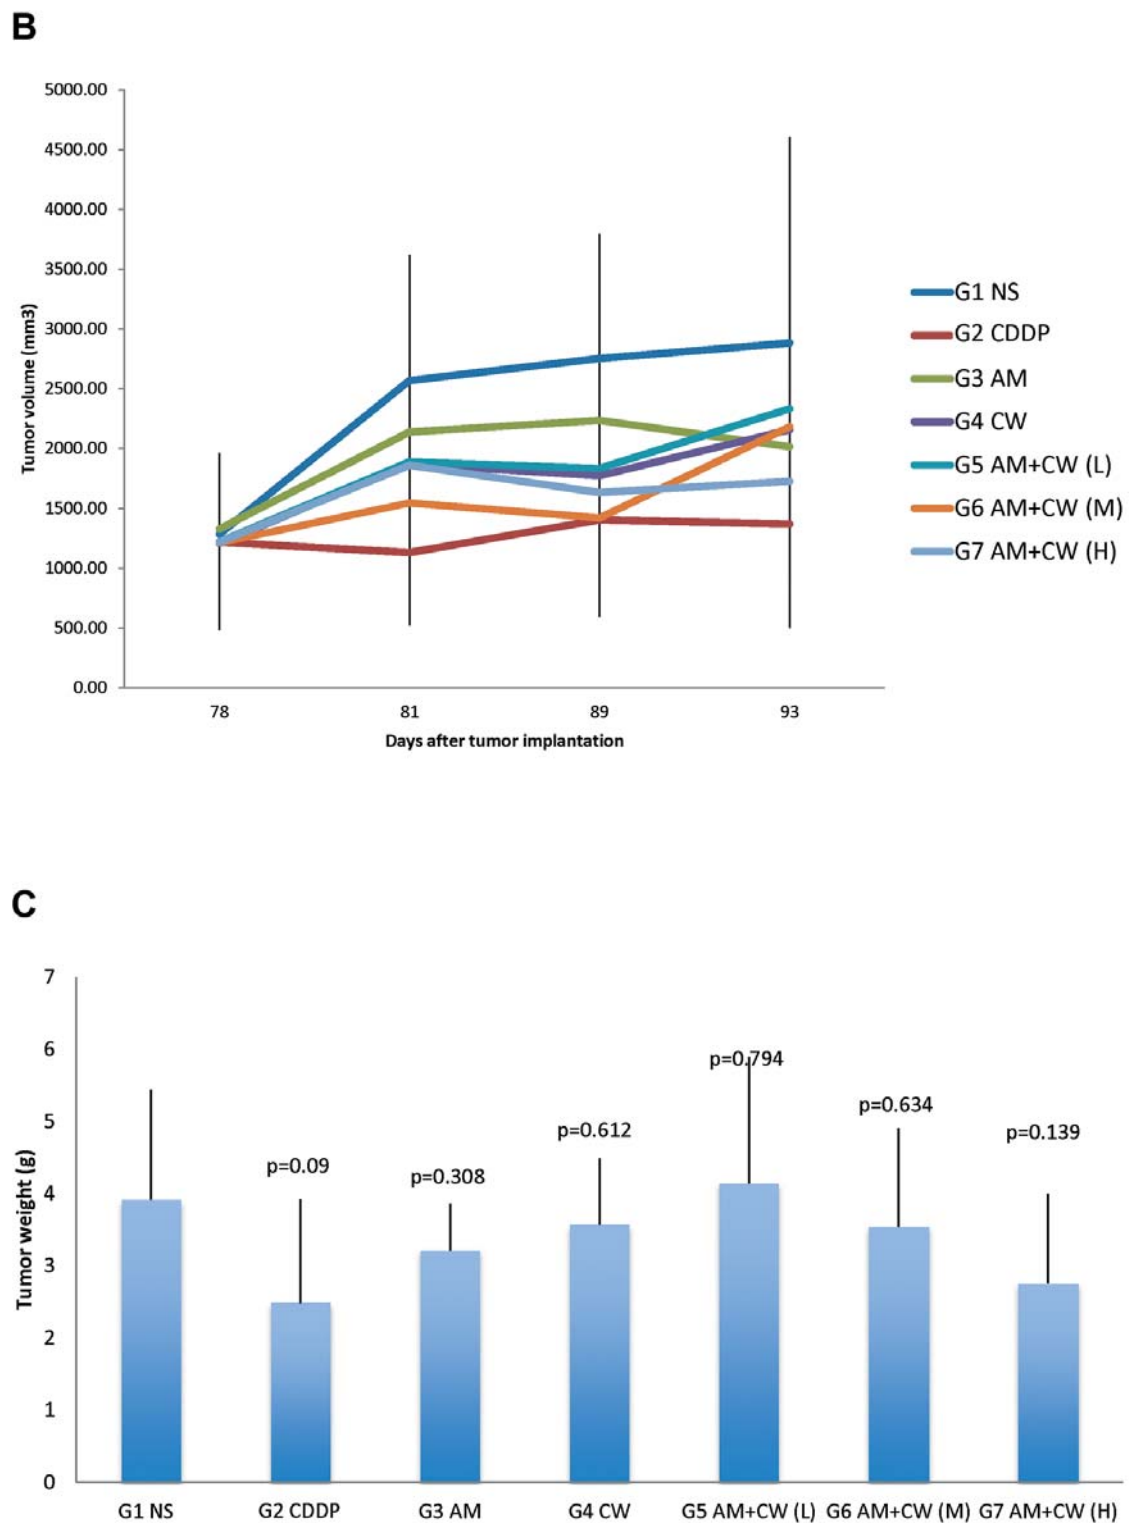 B
5000.00
4500.00
4000.00
3500.00
3000.00
2500.00
2000.00
1500.00
1000.00
500.00
0.00
Tumor volume (mm3)
78 81 89 93
Days after tumor implantation
G1 NS
G2 CDDP
G3 AM
G4 CW
G5 AM+CW (L)
G6 AM+CW (M)
G7 AM+CW (H)
C
7
6
5
4
3
2
1
0
Tumor weight (g)
p=0.09
p=0.308
p=0.612
p=0.794
p=0.634
p=0.139
G1 NS G2 CDDP G3 AM G4 CW G5 AM+CW (L) G6 AM+CW (M) G7 AM+CW (H)